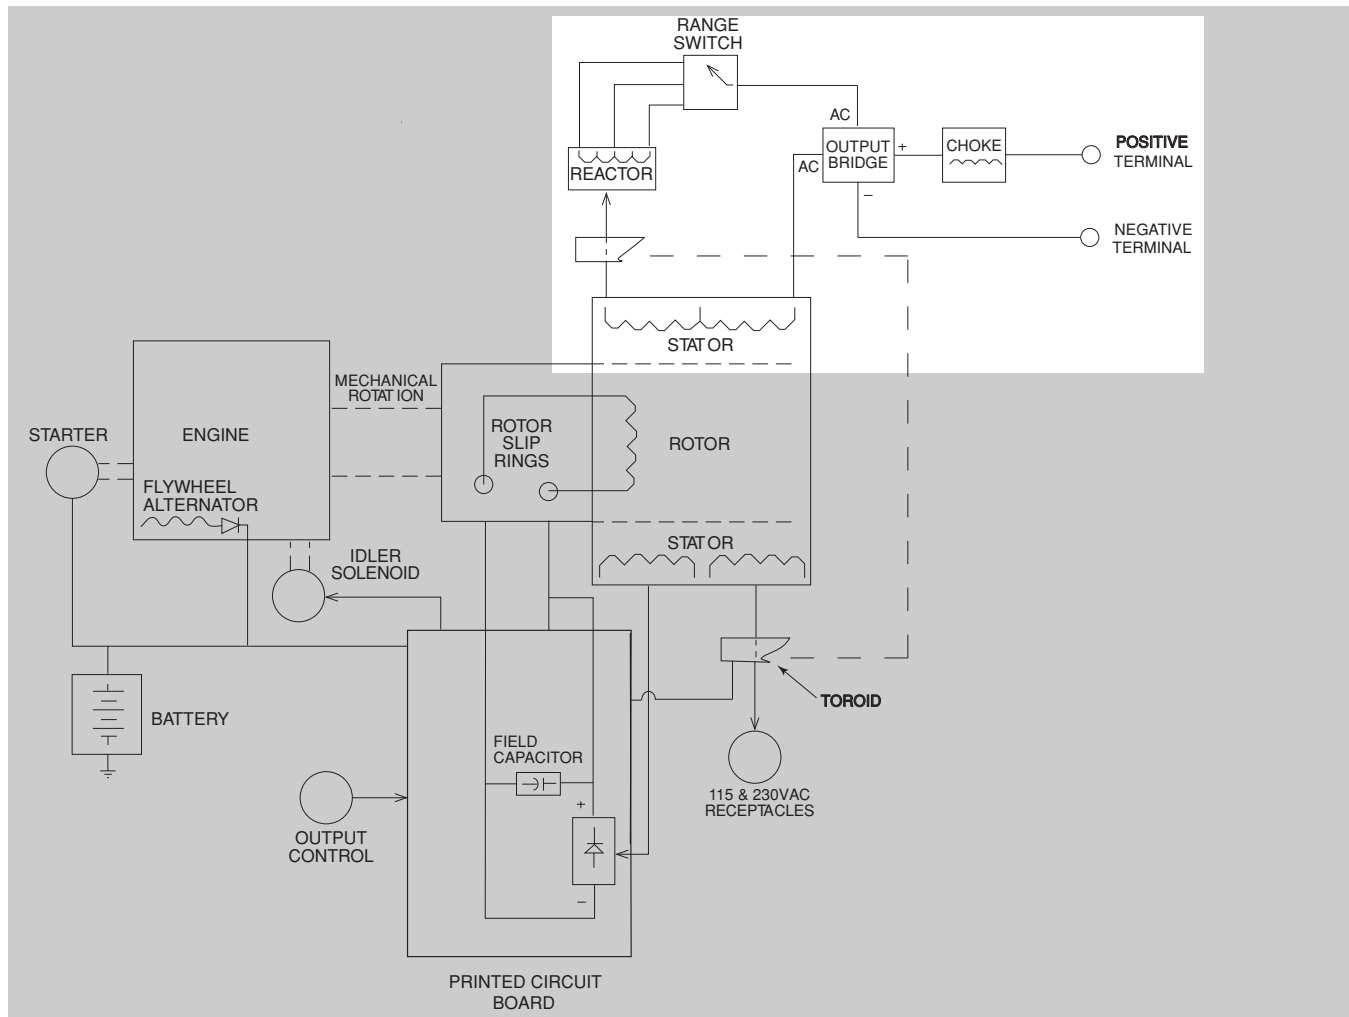 RANGE
SWITCH
AC
AC
OUTPUT
BRIDGE
+
–
CHOKE
POSITIVE
TERMINAL
REACTOR
NEGATIVE
TERMINAL
STATOR
MECHANICAL
ROTATION
STARTER
ENGINE
ROTOR
SLIP
RINGS
ROTOR
FLYWHEEL
ALTERNATOR
IDLER
SOLENOID
STATOR
TOROID
BATTERY
FIELD
CAPACITOR
+
–
115 & 230VAC
RECEPTACLES
OUTPUT
CONTROL
PRINTED CIRCUIT
BOARD